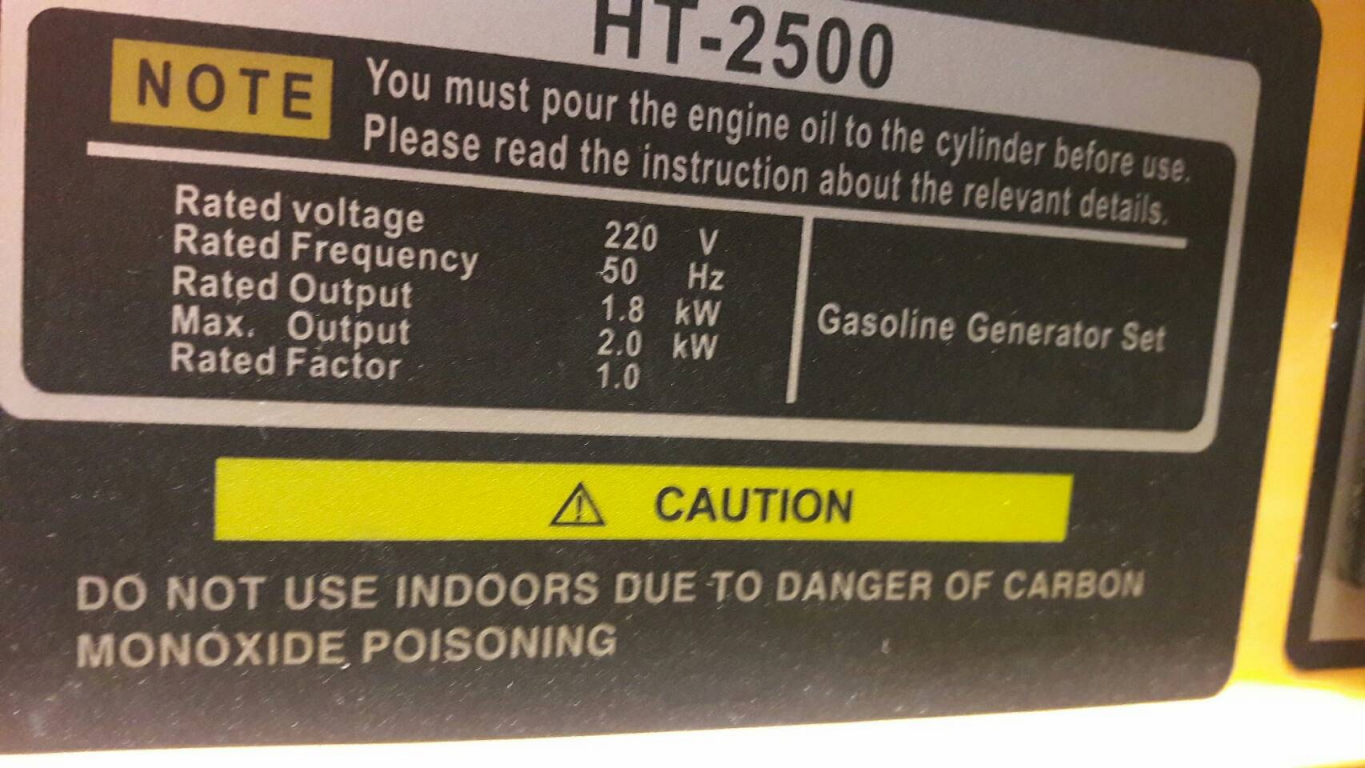 HT-2500
NOTE
You must pour the engine oil to the cylinder before use.
Please read the instruction about the relevant details.
Rated voltage 220 V
Rated Frequency 50 Hz
Rated Output 1.8 kW
Max. Output 2.0 kW
Rated Factor 1.0
Gasoline Generator Set
CAUTION
DO NOT USE INDOORS DUE TO DANGER OF CARBON
MONOXIDE POISONING